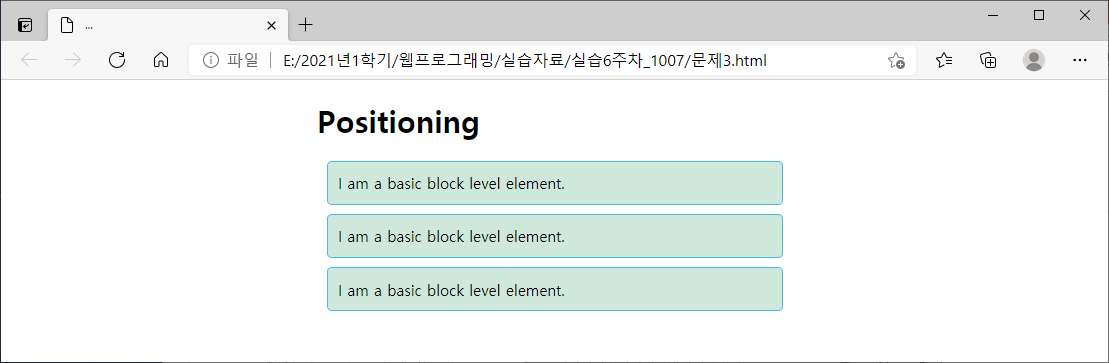 ...
파일 E:/2021년1학기/웹프로그래밍/실습자료/실습6주차_1007/문제3.html
Positioning
I am a basic block level element.
I am a basic block level element.
I am a basic block level element.